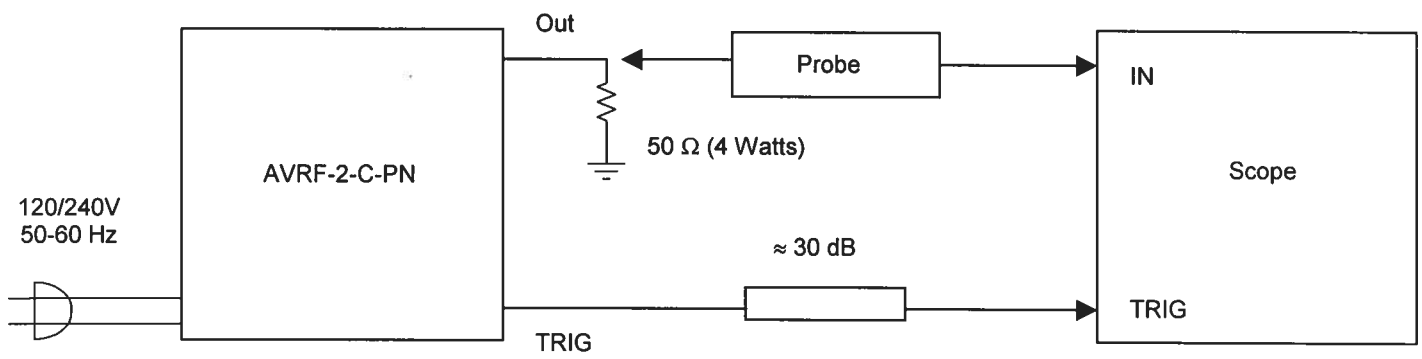 Out
Probe
IN
50 Ω (4 Watts)
AVRF-2-C-PN
Scope
120/240V
50-60 Hz
≈ 30 dB
TRIG
TRIG